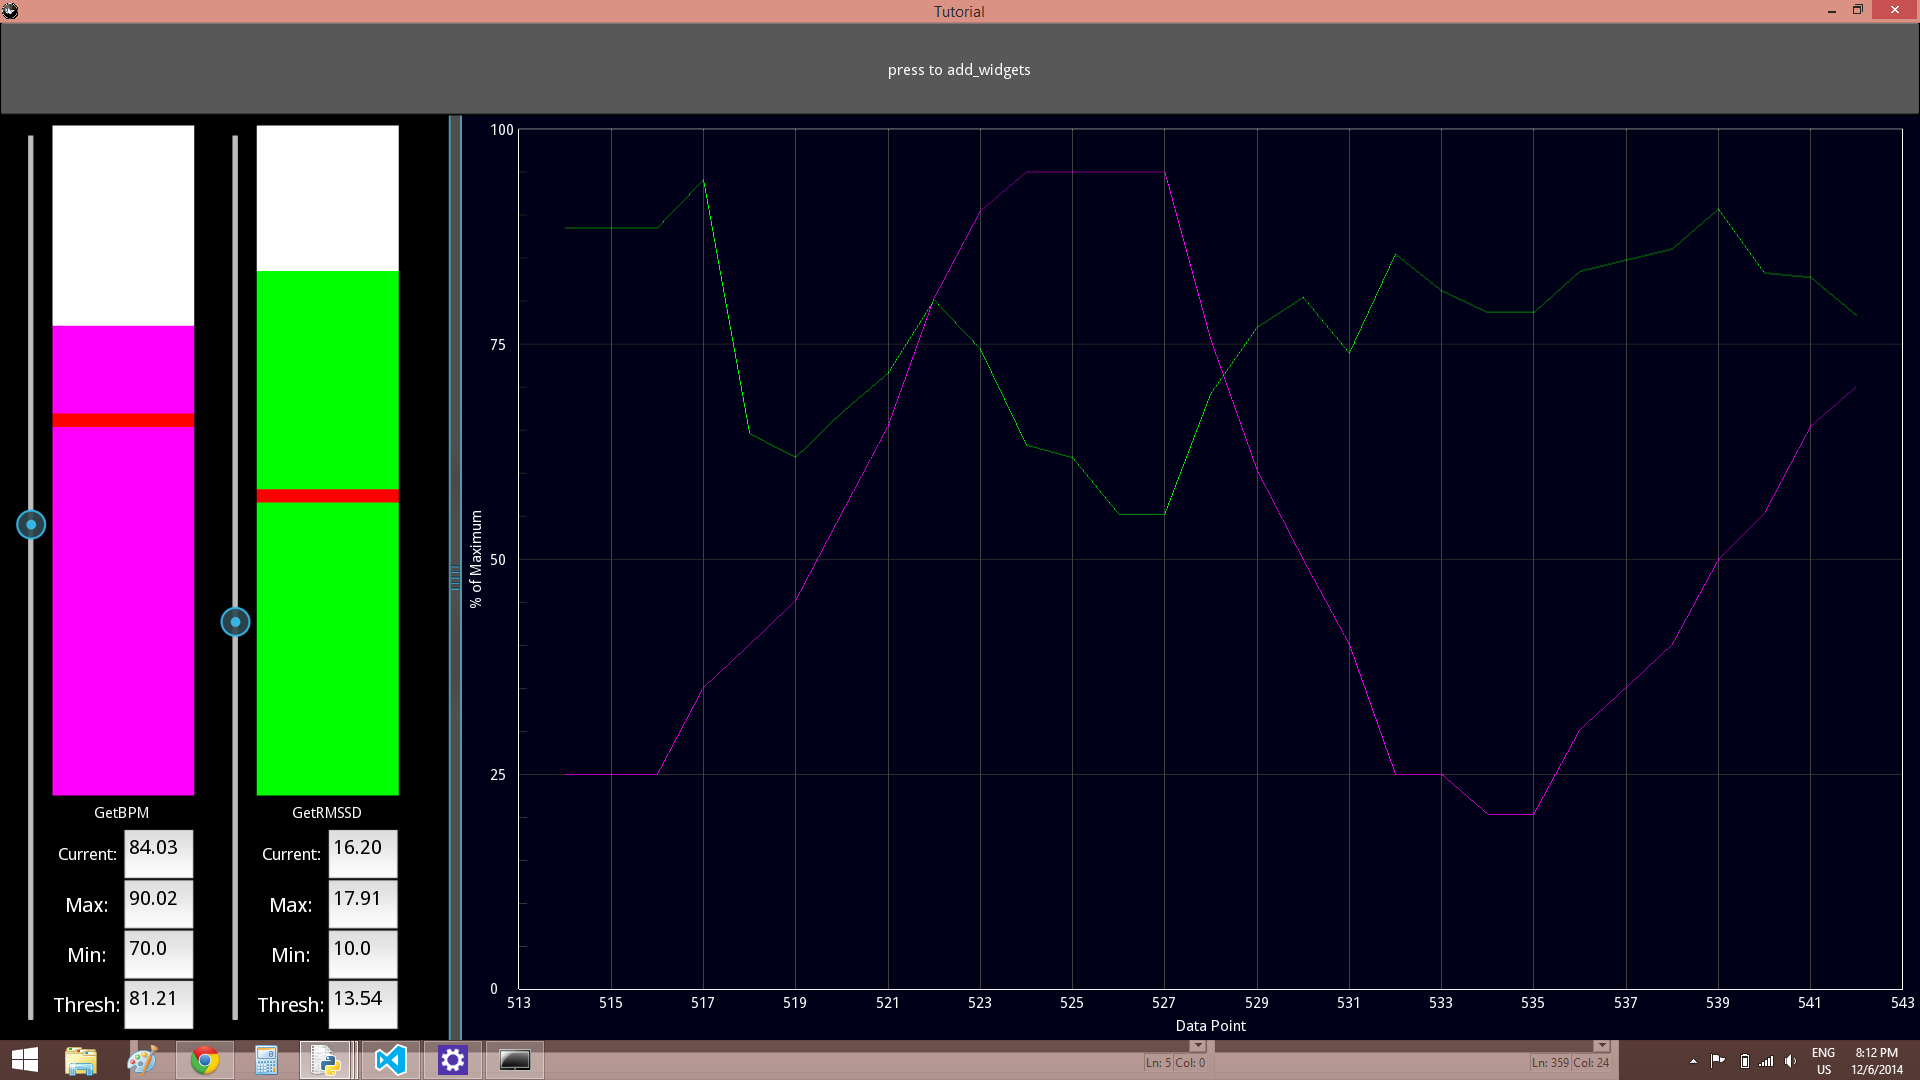 Tutorial
press to add_widgets
GetBPM
Current: 84.03
Max: 90.02
Min: 70.0
Thresh: 81.21
GetRMSSD
Current: 16.20
Max: 17.91
Min: 10.0
Thresh: 13.54
% of Maximum
100
75
50
25
0
513 515 517 519 521 523 525 527 529 531 533 535 537 539 541 543
Data Point
Ln: 5 Col: 0
Ln: 359 Col: 24
ENG
US
8:12 PM
12/6/2014